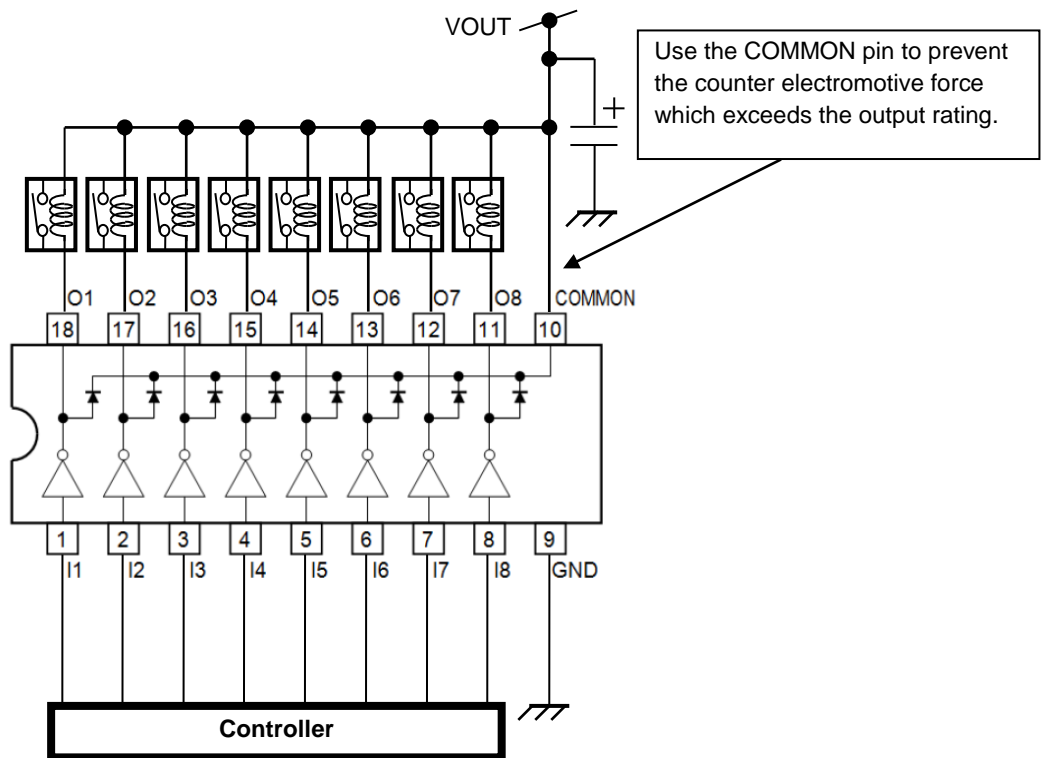 VOUT
Use the COMMON pin to prevent
the counter electromotive force
which exceeds the output rating.
+
O1 O2 O3 O4 O5 O6 O7 O8 COMMON
18 17 16 15 14 13 12 11 10
1 2 3 4 5 6 7 8 9
I1 I2 I3 I4 I5 I6 I7 I8 GND
Controller